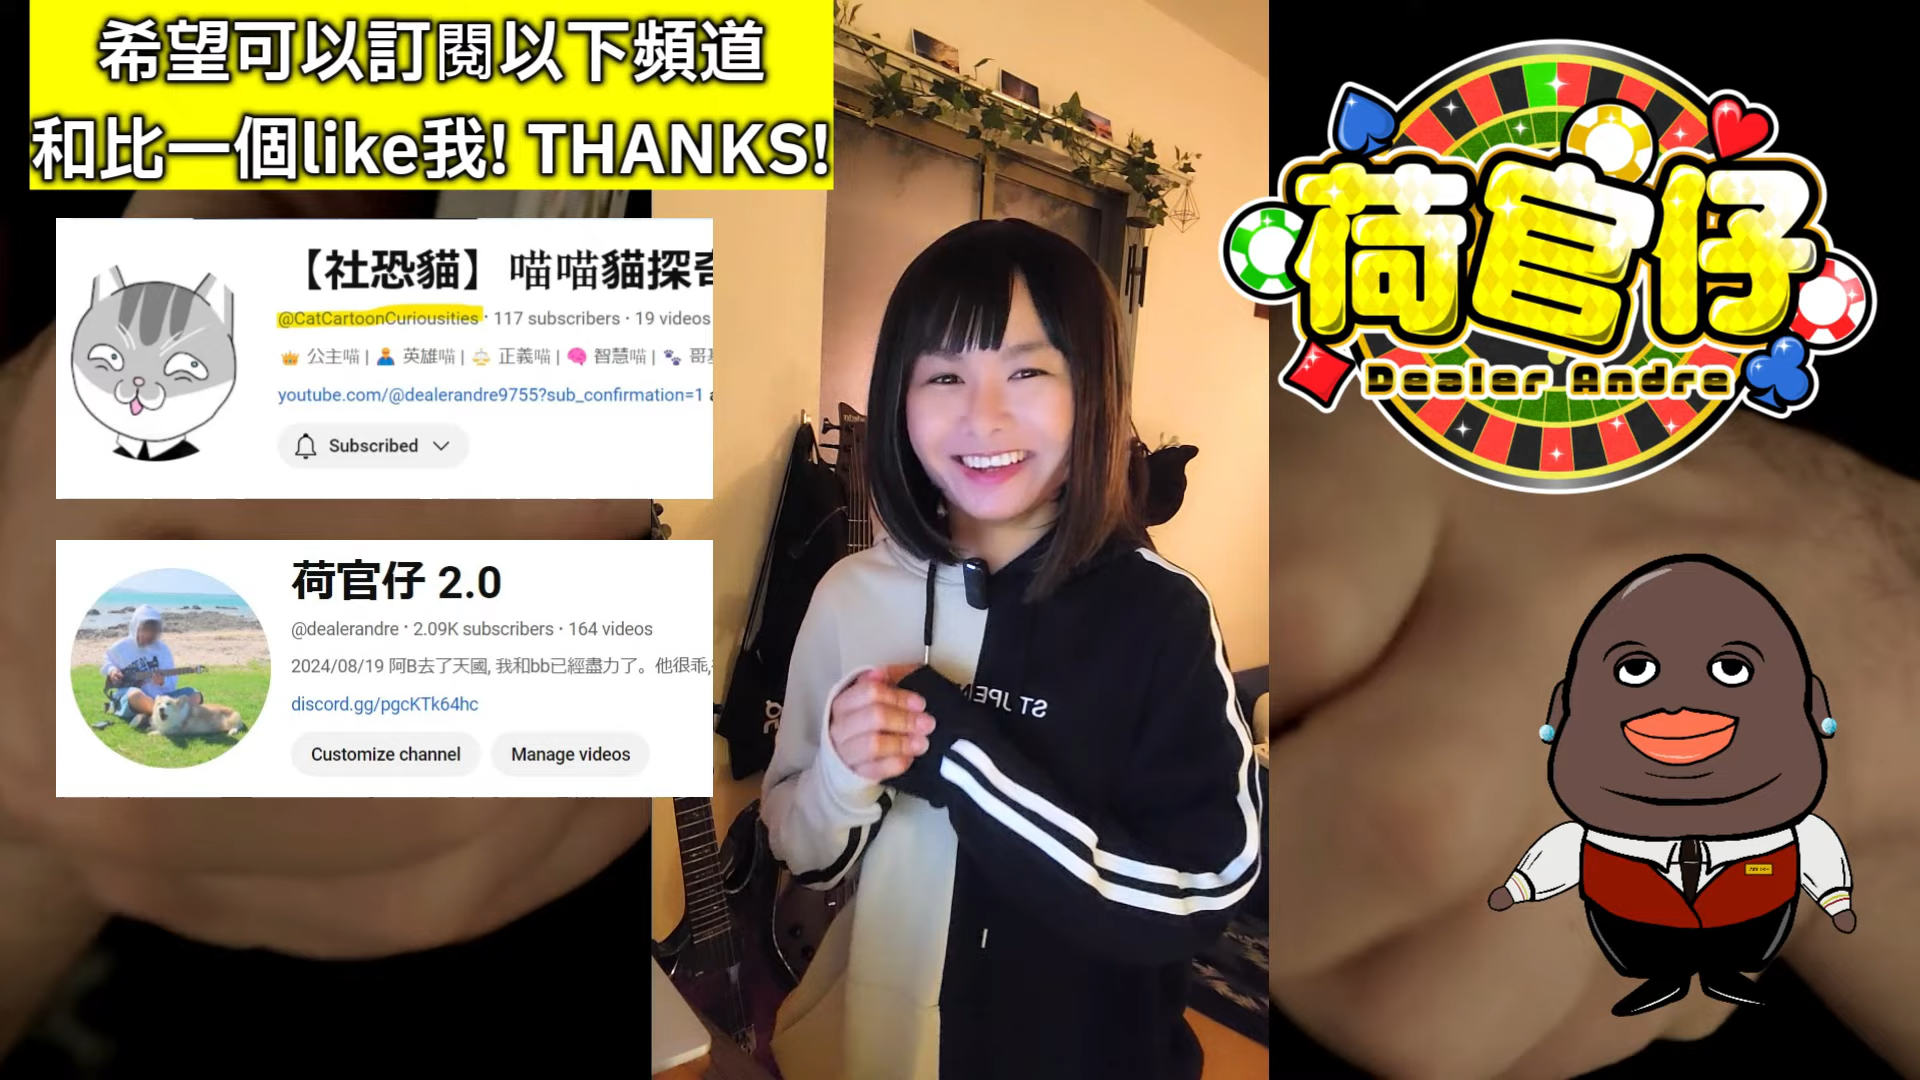 希望可以訂閱以下頻道
和比一個like我! THANKS!
【社恐貓】 喵喵貓探奇
@CatCartoonCuriousities · 117 subscribers · 19 videos
公主喵 | 英雄喵 | 正義喵 | 智慧喵 | 哥
youtube.com/@dealerandre9755?sub_confirmation=1 a
Subscribed
荷官仔 2.0
@dealerandre · 2.09K subscribers · 164 videos
2024/08/19 阿B去了天國, 我和bb已經盡力了。他很乖,
discord.gg/pgcKTk64hc
Customize channel
Manage videos
荷官仔
Dealer Andre